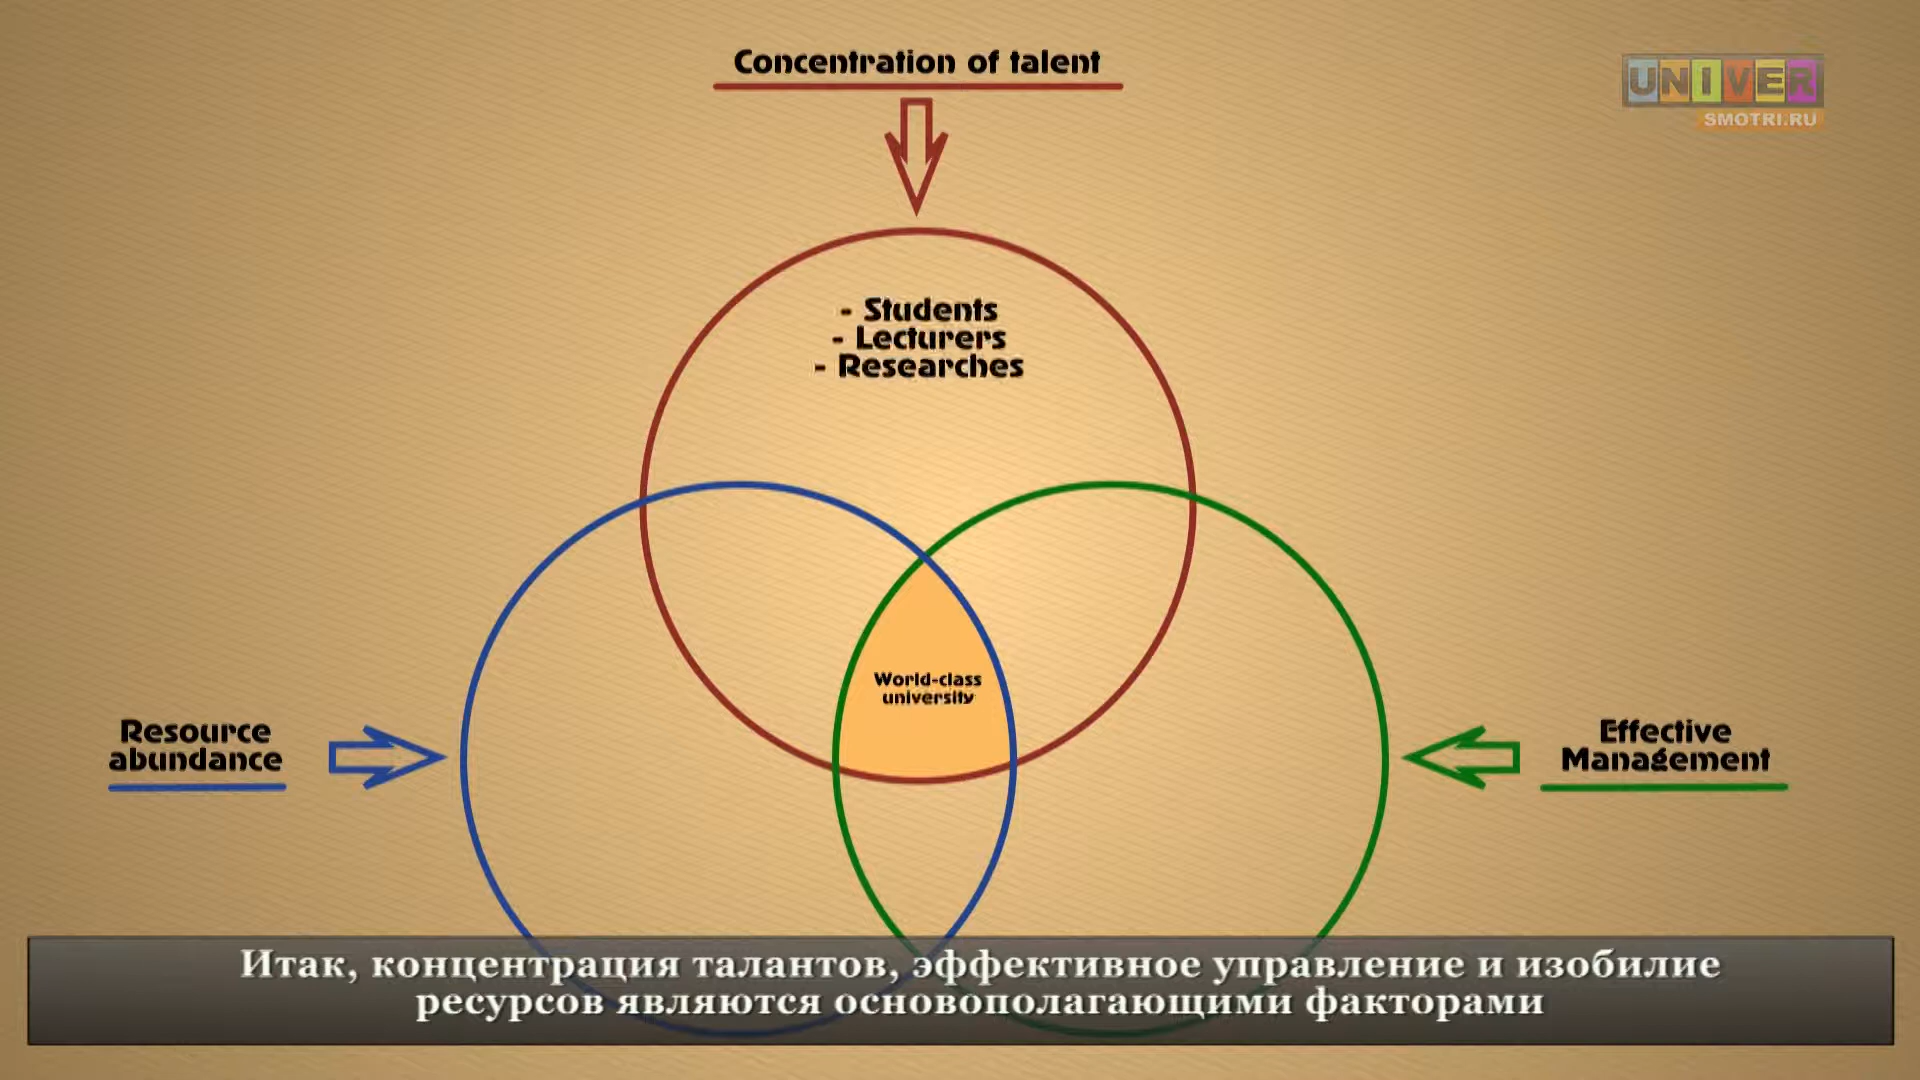 Concentration of talent
UNIVER
SMOTRI.RU
- Students
- Lecturers
- Researches
World-class
university
Resource
abundance
Effective
Management
Итак, концентрация талантов, эффективное управление и изобилие
ресурсов являются основополагающими факторами